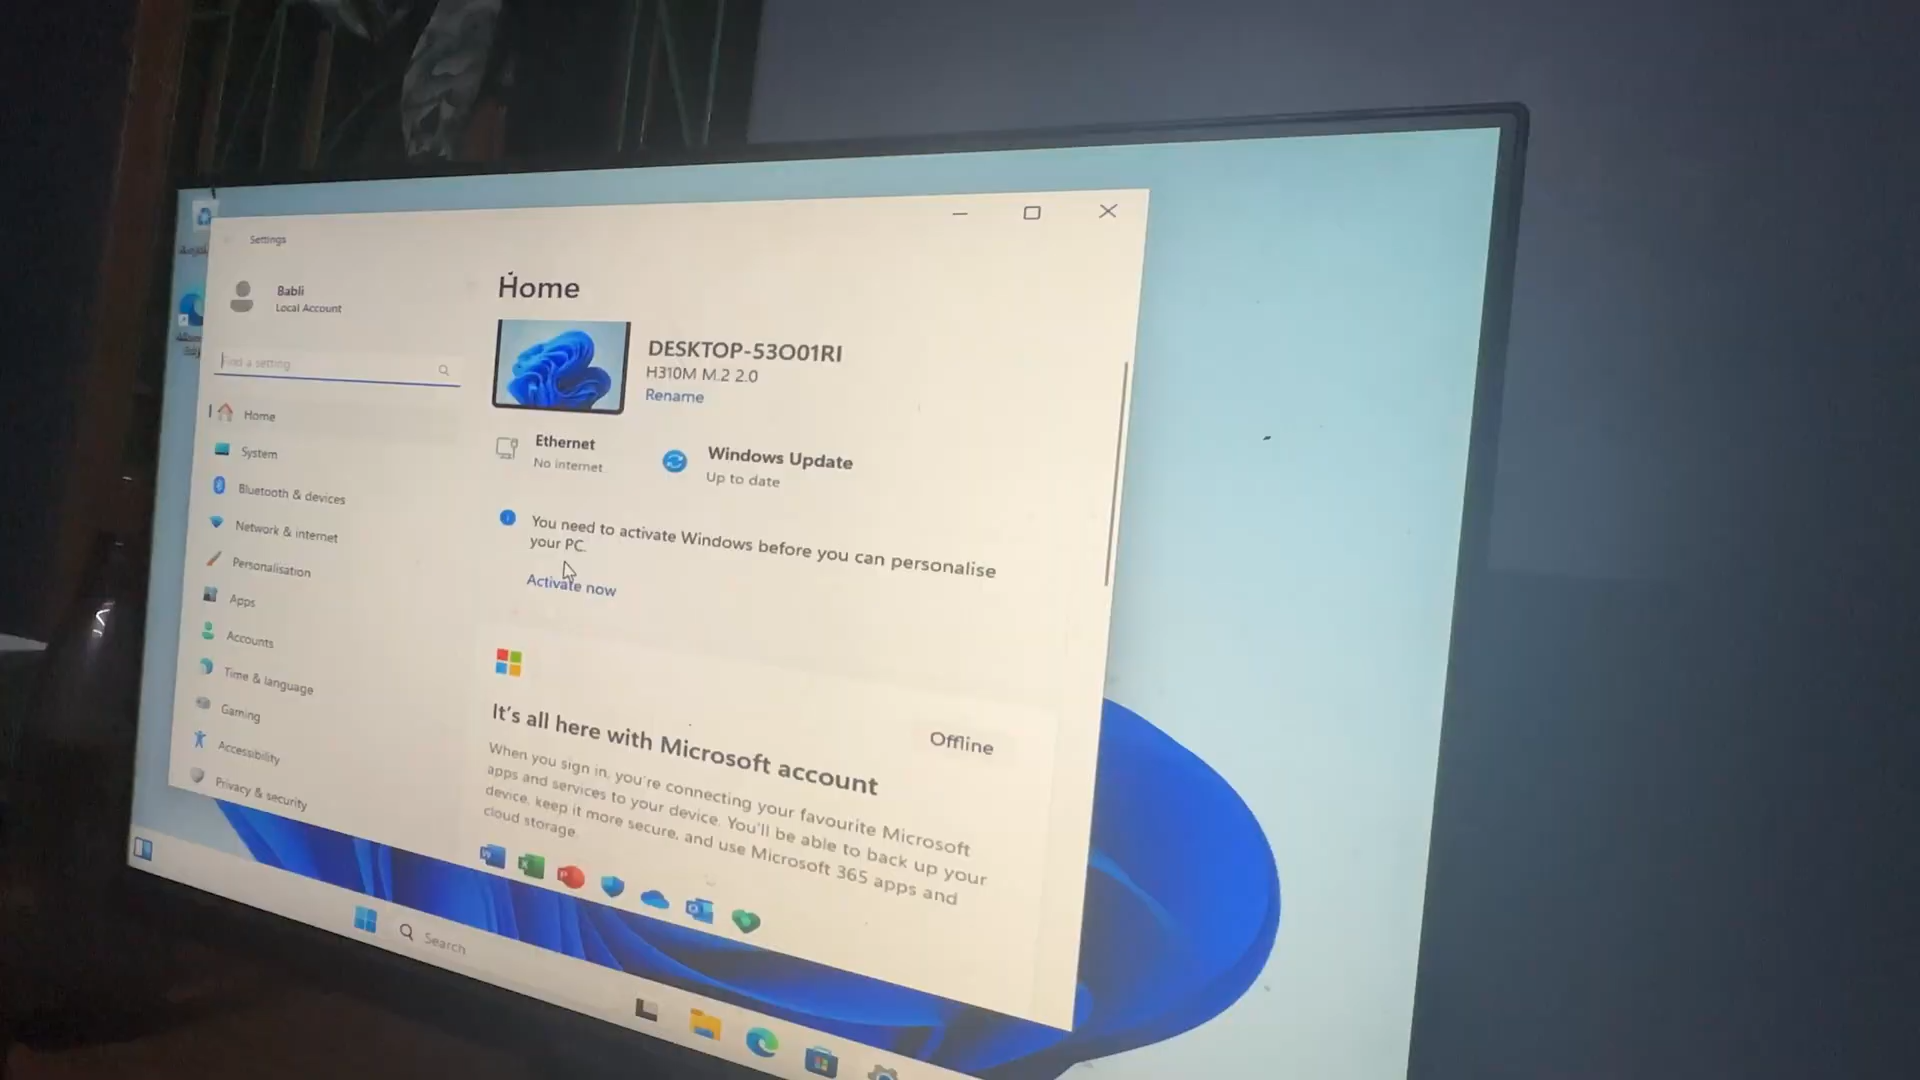 Settings
Babli
Local Account
Find a setting
Home
System
Bluetooth & devices
Network & internet
Personalisation
Apps
Accounts
Time & language
Gaming
Accessibility
Privacy & security
Home
DESKTOP-53O01RI
H310M M.2 2.0
Rename
Ethernet
No internet
Windows Update
Up to date
You need to activate Windows before you can personalise
your PC.
Activate now
It's all here with Microsoft account
Offline
When you sign in, you're connecting your favourite Microsoft
apps and services to your device. You'll be able to back up your
device, keep it more secure, and use Microsoft 365 apps and
cloud storage.
Search